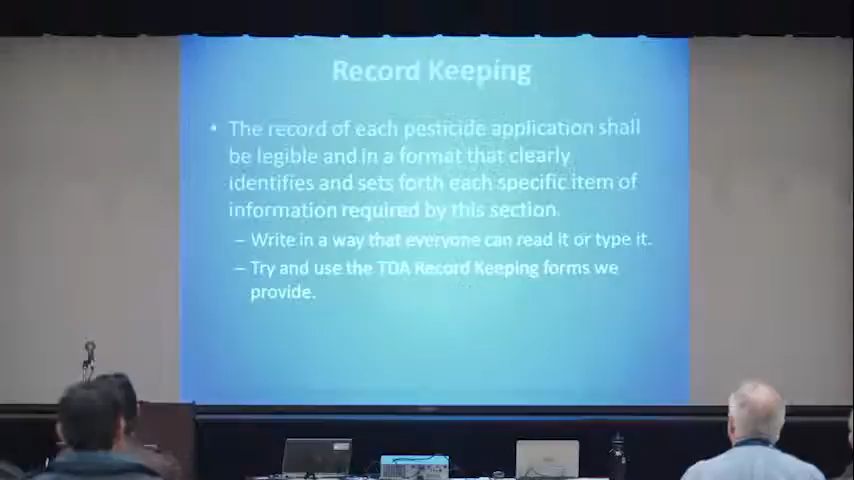 Record Keeping
• The record of each pesticide application shall
be legible and in a format that clearly
identifies and sets forth each specific item of
information required by this section.
– Write in a way that everyone can read it or type it.
– Try and use the TDA Record Keeping forms we
provide.